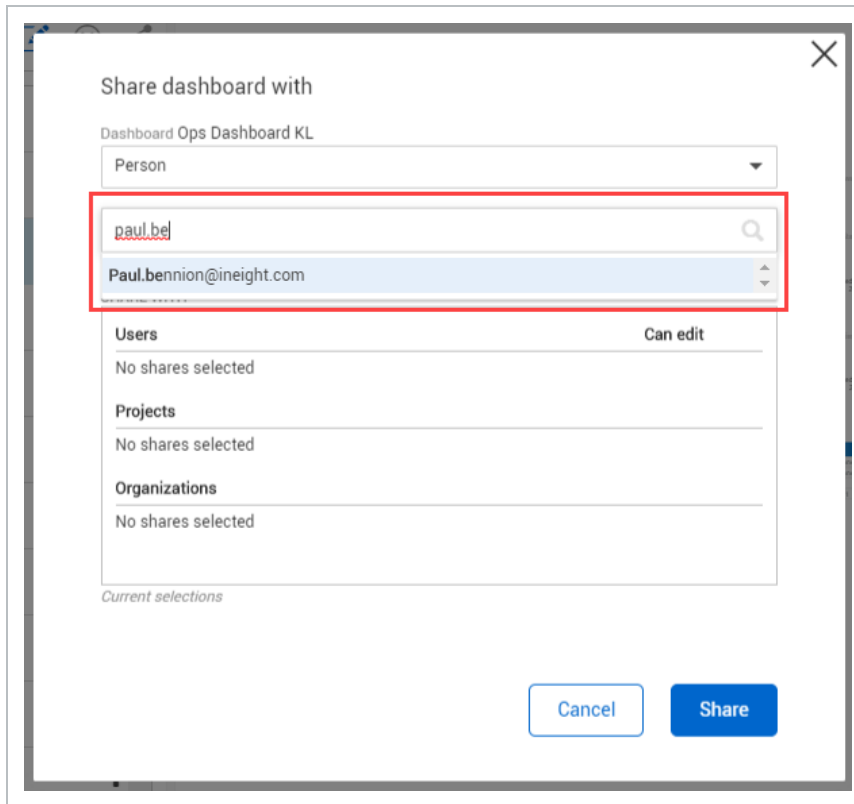 Share dashboard with
Dashboard Ops Dashboard KL
Person
paul.be
Paul.bennion@ineight.com
Users Can edit
No shares selected
Projects
No shares selected
Organizations
No shares selected
Current selections
Cancel Share